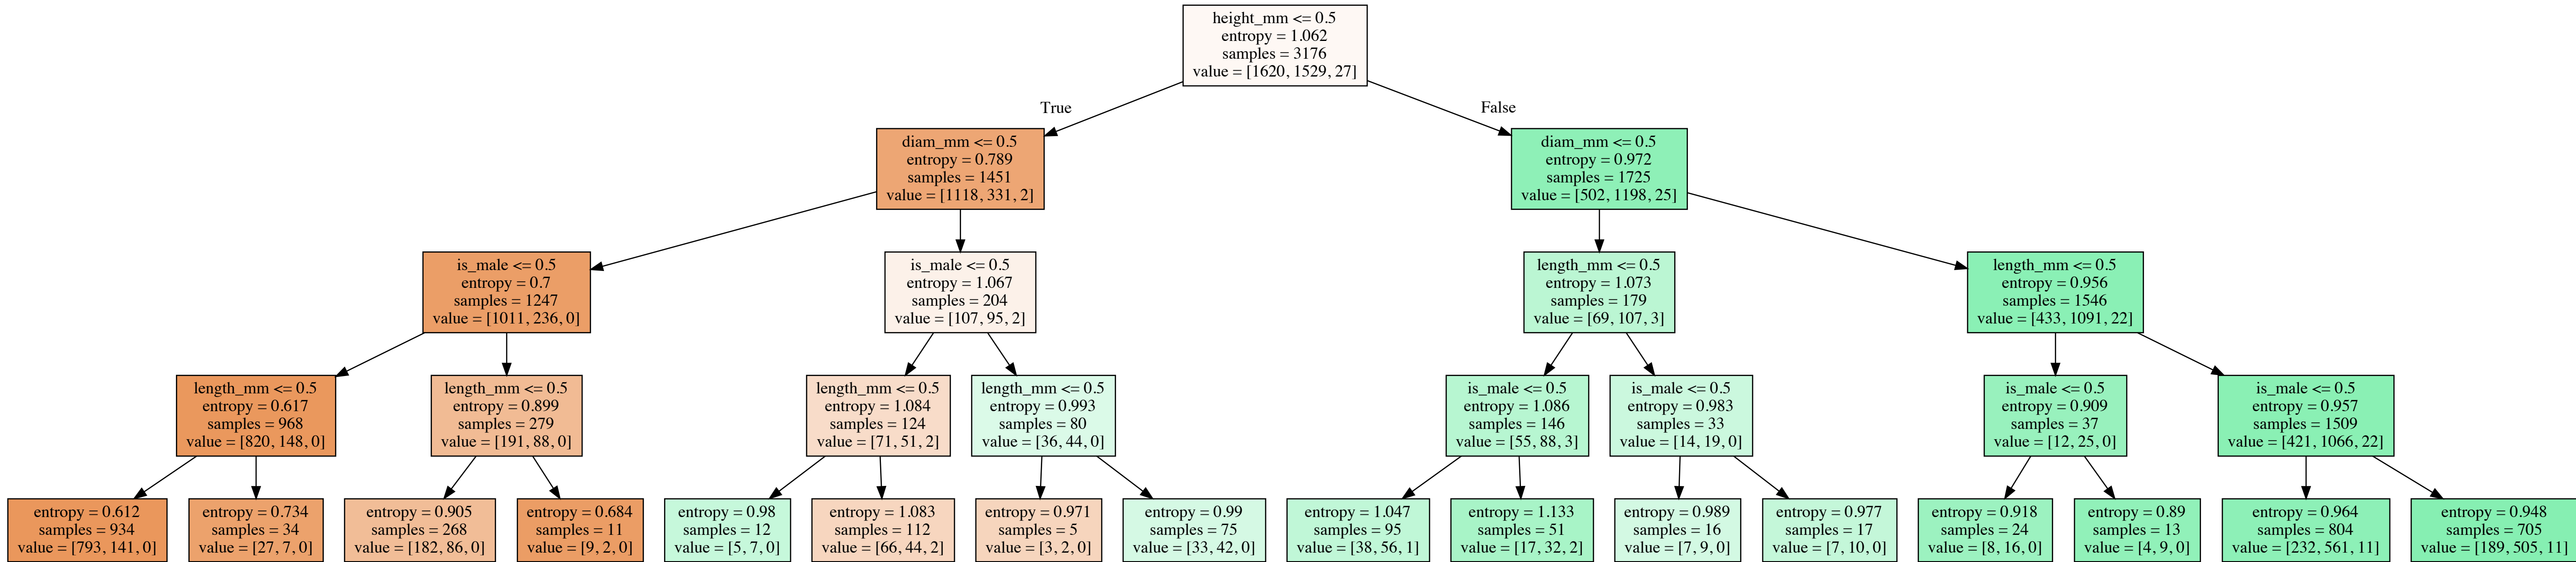 height_mm <= 0.5
entropy = 1.062
samples = 3176
value = [1620, 1529, 27]
True
False
diam_mm <= 0.5
entropy = 0.789
samples = 1451
value = [1118, 331, 2]
diam_mm <= 0.5
entropy = 0.972
samples = 1725
value = [502, 1198, 25]
is_male <= 0.5
entropy = 0.7
samples = 1247
value = [1011, 236, 0]
is_male <= 0.5
entropy = 1.067
samples = 204
value = [107, 95, 2]
length_mm <= 0.5
entropy = 1.073
samples = 179
value = [69, 107, 3]
length_mm <= 0.5
entropy = 0.956
samples = 1546
value = [433, 1091, 22]
length_mm <= 0.5
entropy = 0.617
samples = 968
value = [820, 148, 0]
length_mm <= 0.5
entropy = 0.899
samples = 279
value = [191, 88, 0]
length_mm <= 0.5
entropy = 1.084
samples = 124
value = [71, 51, 2]
length_mm <= 0.5
entropy = 0.993
samples = 80
value = [36, 44, 0]
is_male <= 0.5
entropy = 1.086
samples = 146
value = [55, 88, 3]
is_male <= 0.5
entropy = 0.983
samples = 33
value = [14, 19, 0]
is_male <= 0.5
entropy = 0.909
samples = 37
value = [12, 25, 0]
is_male <= 0.5
entropy = 0.957
samples = 1509
value = [421, 1066, 22]
entropy = 0.612
samples = 934
value = [793, 141, 0]
entropy = 0.734
samples = 34
value = [27, 7, 0]
entropy = 0.905
samples = 268
value = [182, 86, 0]
entropy = 0.684
samples = 11
value = [9, 2, 0]
entropy = 0.98
samples = 12
value = [5, 7, 0]
entropy = 1.083
samples = 112
value = [66, 44, 2]
entropy = 0.971
samples = 5
value = [3, 2, 0]
entropy = 0.99
samples = 75
value = [33, 42, 0]
entropy = 1.047
samples = 95
value = [38, 56, 1]
entropy = 1.133
samples = 51
value = [17, 32, 2]
entropy = 0.989
samples = 16
value = [7, 9, 0]
entropy = 0.977
samples = 17
value = [7, 10, 0]
entropy = 0.918
samples = 24
value = [8, 16, 0]
entropy = 0.89
samples = 13
value = [4, 9, 0]
entropy = 0.964
samples = 804
value = [232, 561, 11]
entropy = 0.948
samples = 705
value = [189, 505, 11]